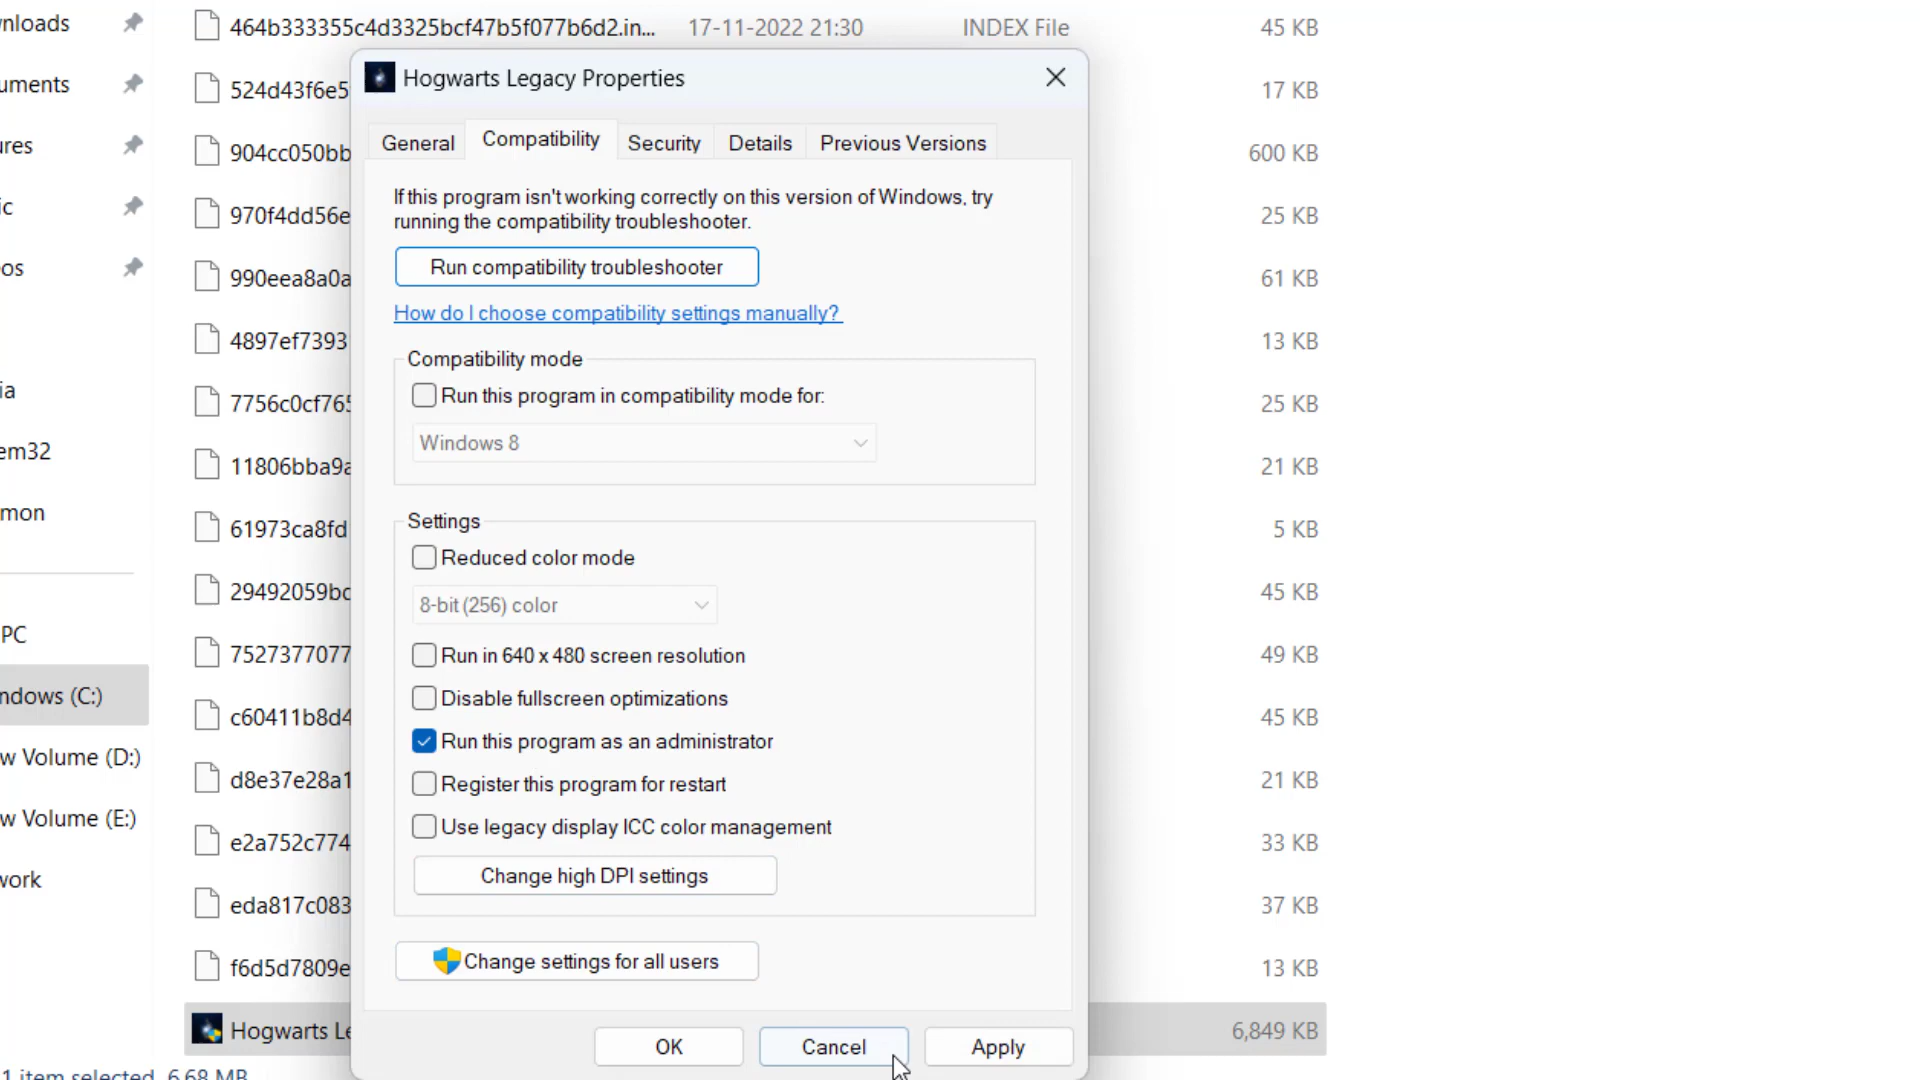 nloads
464b333355c4d3325bcf47b5f077b6d2.in...
17-11-2022 21:30
INDEX File
45 KB
Hogwarts Legacy Properties
uments
524d43f6e5
17 KB
General
Compatibility
Security
Details
Previous Versions
ures
904cc050bb
600 KB
If this program isn't working correctly on this version of Windows, try
running the compatibility troubleshooter.
ic
970f4dd56e
25 KB
Run compatibility troubleshooter
os
990eea8a0a
61 KB
How do I choose compatibility settings manually?
4897ef7393
13 KB
Compatibility mode
Run this program in compatibility mode for:
ia
7756c0cf765
25 KB
Windows 8
em32
11806bba9a
21 KB
Settings
mon
61973ca8fd
5 KB
Reduced color mode
8-bit (256) color
29492059bc
45 KB
PC
7527377077
49 KB
Run in 640 x 480 screen resolution
ndows (C:)
c60411b8d4
45 KB
Disable fullscreen optimizations
Run this program as an administrator
w Volume (D:)
d8e37e28a1
21 KB
Register this program for restart
w Volume (E:)
e2a752c774
33 KB
Use legacy display ICC color management
Change high DPI settings
work
eda817c083
37 KB
f6d5d7809e
13 KB
Change settings for all users
Hogwarts Le
6,849 KB
OK
Cancel
Apply
1 item selected 6.68 MB